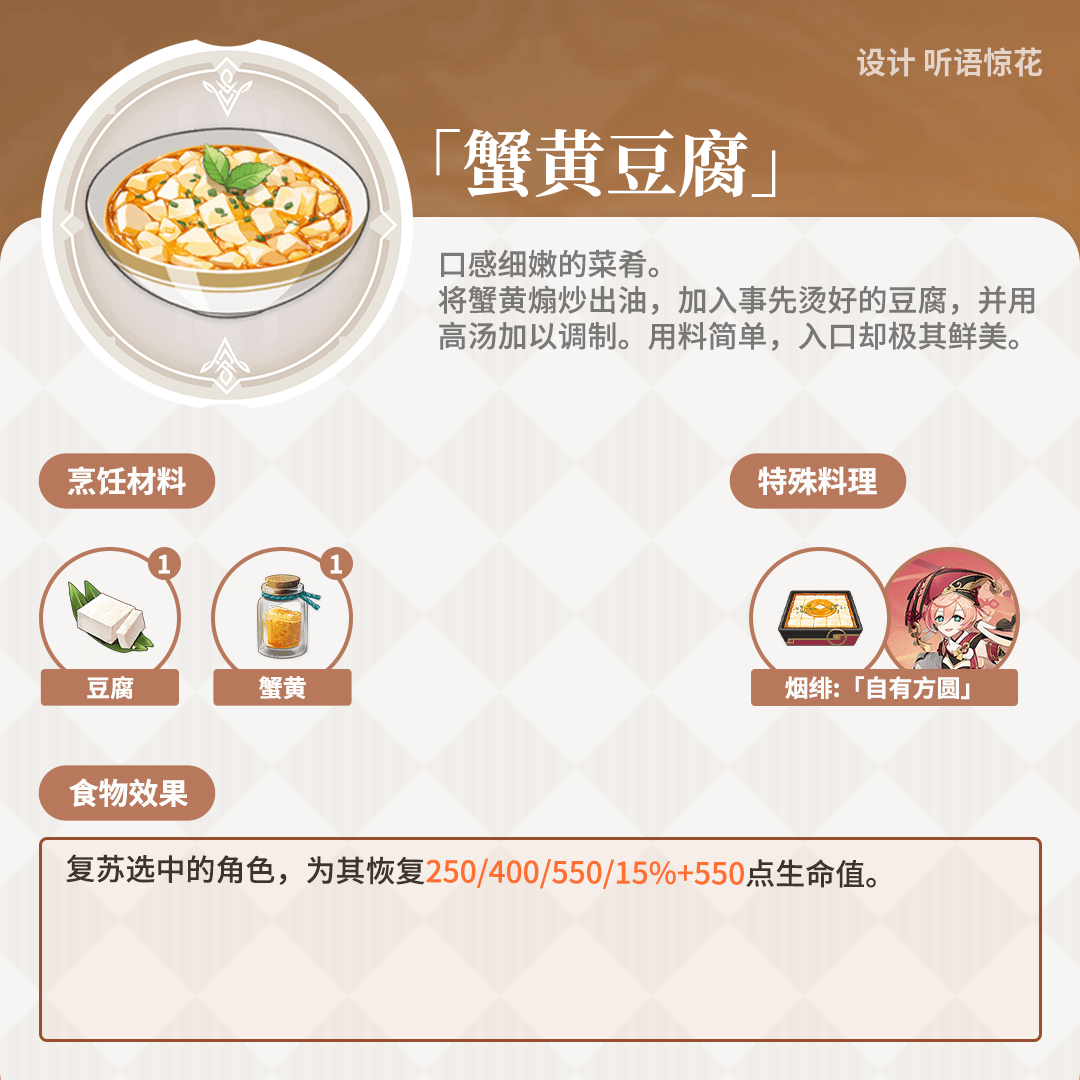 设计 听语惊花
「蟹黄豆腐」
口感细嫩的菜肴。
将蟹黄煸炒出油，加入事先烫好的豆腐，并用
高汤加以调制。用料简单，入口却极其鲜美。
烹饪材料
特殊料理
1
1
豆腐
蟹黄
烟绯:「自有方圆」
食物效果
复苏选中的角色，为其恢复250/400/550/15%+550点生命值。